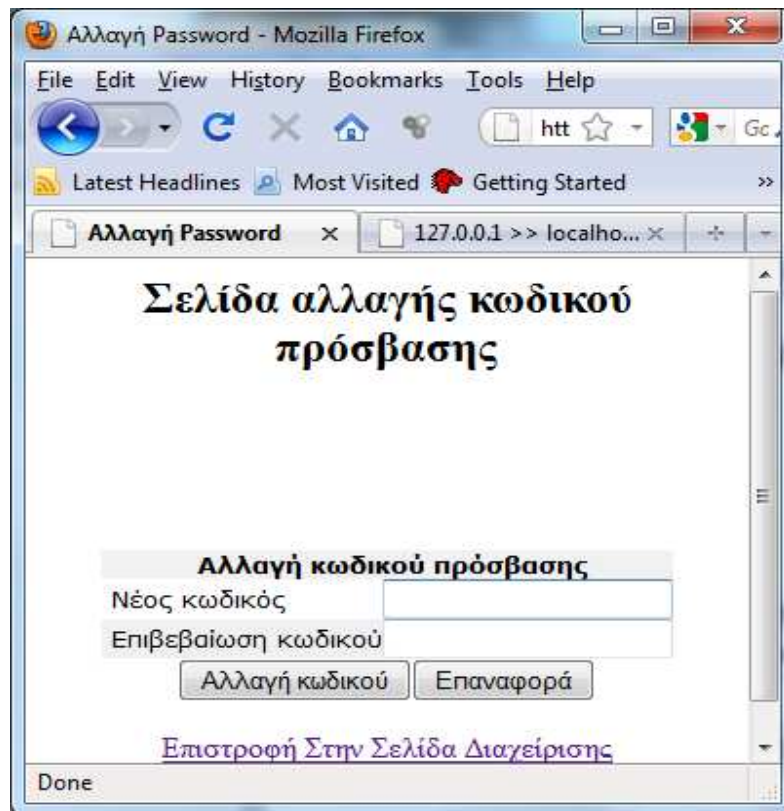 Αλλαγή Password - Mozilla Firefox
File Edit View History Bookmarks Tools Help
htt
Latest Headlines Most Visited Getting Started »
Αλλαγή Password 127.0.0.1 >> localho...
Σελίδα αλλαγής κωδικού
πρόσβασης
Αλλαγή κωδικού πρόσβασης
Νέος κωδικός
Επιβεβαίωση κωδικού
Αλλαγή κωδικού Επαναφορά
Επιστροφή Στην Σελίδα Διαχείρισης
Done